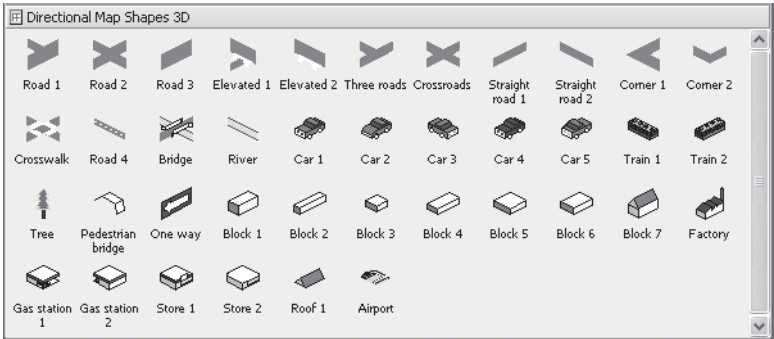 Directional Map Shapes 3D
Road 1 Road 2 Road 3 Elevated 1 Elevated 2 Three roads Crossroads Straight road 1 Straight road 2 Corner 1 Corner 2
Crosswalk Road 4 Bridge River Car 1 Car 2 Car 3 Car 4 Car 5 Train 1 Train 2
Tree Pedestrian bridge One way Block 1 Block 2 Block 3 Block 4 Block 5 Block 6 Block 7 Factory
Gas station 1 Gas station 2 Store 1 Store 2 Roof 1 Airport